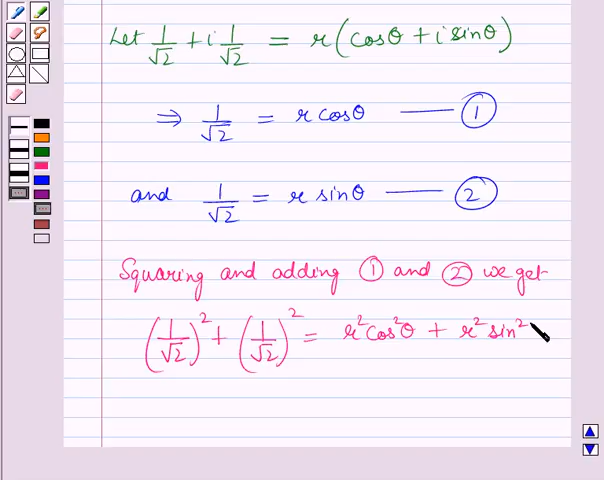 Let 1/√2 + i 1/√2 = r(cosθ + i sinθ)
⇒ 1/√2 = r cosθ —— ①
and 1/√2 = r sinθ —— ②
Squaring and adding ① and ② we get
(1/√2)² + (1/√2)² = r²cos²θ + r²sin²